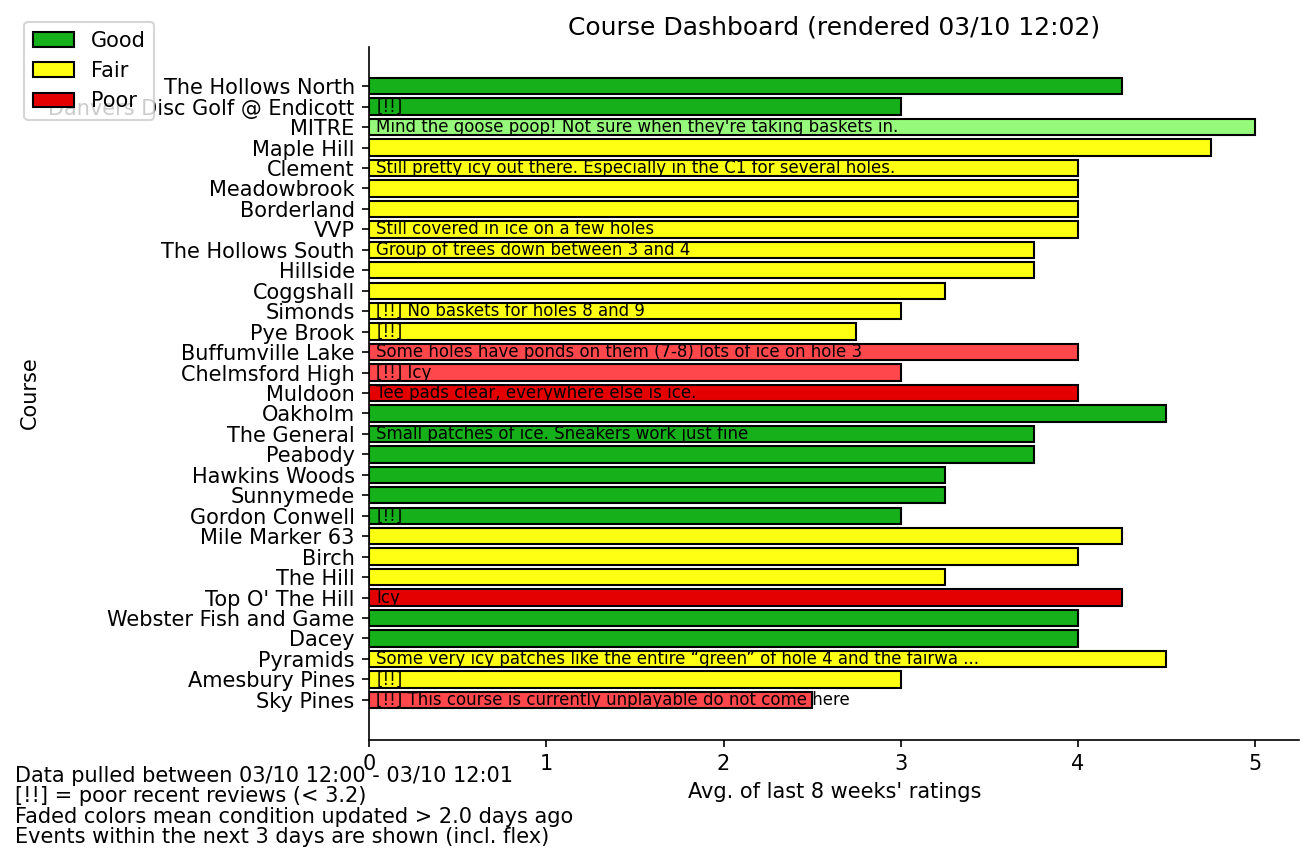 Course Dashboard (rendered 03/10 12:02)
Good
Fair
Poor
The Hollows North
Danvers Disc Golf @ Endicott [!!]
MITRE Mind the goose poop! Not sure when they're taking baskets in.
Maple Hill
Clement Still pretty icy out there. Especially in the C1 for several holes.
Meadowbrook
Borderland
VVP Still covered in ice on a few holes
The Hollows South Group of trees down between 3 and 4
Hillside
Coggshall
Simonds [!!] No baskets for holes 8 and 9
Pye Brook [!!]
Buffumville Lake Some holes have ponds on them (7-8) lots of ice on hole 3
Chelmsford High [!!] Icy
Muldoon Tee pads clear, everywhere else is ice.
Oakholm
The General Small patches of ice. Sneakers work just fine
Peabody
Hawkins Woods
Sunnymede
Gordon Conwell [!!]
Mile Marker 63
Birch
The Hill
Top O' The Hill Icy
Webster Fish and Game
Dacey
Pyramids Some very icy patches like the entire “green” of hole 4 and the fairwa ...
Amesbury Pines [!!]
Sky Pines [!!] This course is currently unplayable do not come here
Course
0 1 2 3 4 5
Avg. of last 8 weeks' ratings
Data pulled between 03/10 12:00 - 03/10 12:01
[!!] = poor recent reviews (< 3.2)
Faded colors mean condition updated > 2.0 days ago
Events within the next 3 days are shown (incl. flex)